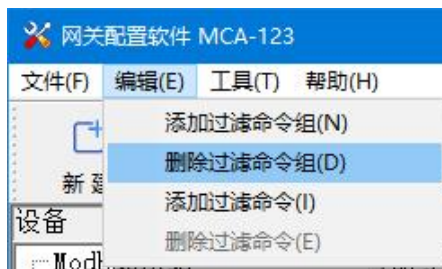 网关配置软件 MCA-123
文件(F) 编辑(E) 工具(T) 帮助(H)
添加过滤命令组(N)
删除过滤命令组(D)
新
添加过滤命令(I)
设备
删除过滤命令(E)